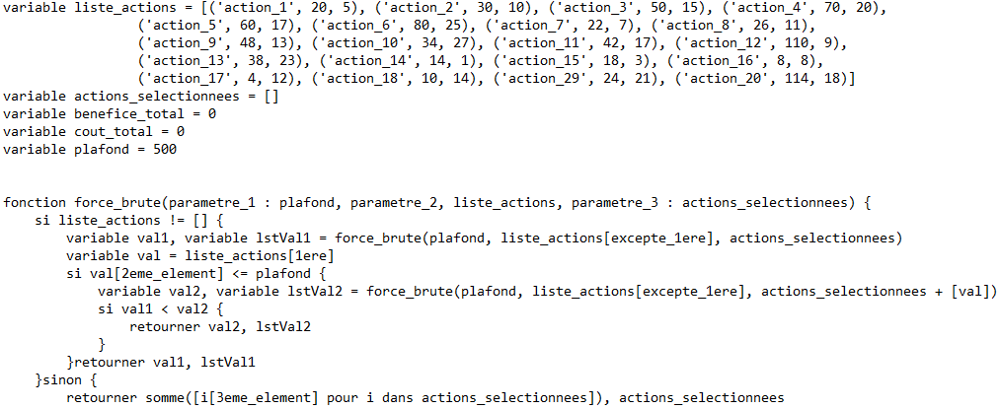 variable liste_actions = [('action_1', 20, 5), ('action_2', 30, 10), ('action_3', 50, 15), ('action_4', 70, 20),
('action_5', 60, 17), ('action_6', 80, 25), ('action_7', 22, 7), ('action_8', 26, 11),
('action_9', 48, 13), ('action_10', 34, 27), ('action_11', 42, 17), ('action_12', 110, 9),
('action_13', 38, 23), ('action_14', 14, 1), ('action_15', 18, 3), ('action_16', 8, 8),
('action_17', 4, 12), ('action_18', 10, 14), ('action_29', 24, 21), ('action_20', 114, 18)]
variable actions_selectionnees = []
variable benefice_total = 0
variable cout_total = 0
variable plafond = 500
fonction force_brute(parametre_1 : plafond, parametre_2, liste_actions, parametre_3 : actions_selectionnees) {
si liste_actions != [] {
variable val1, variable lstVal1 = force_brute(plafond, liste_actions[excepte_1ere], actions_selectionnees)
variable val = liste_actions[1ere]
si val[2eme_element] <= plafond {
variable val2, variable lstVal2 = force_brute(plafond, liste_actions[excepte_1ere], actions_selectionnees + [val])
si val1 < val2 {
retourner val2, lstVal2
}
}retourner val1, lstVal1
}sinon {
retourner somme([i[3eme_element] pour i dans actions_selectionnees]), actions_selectionnees